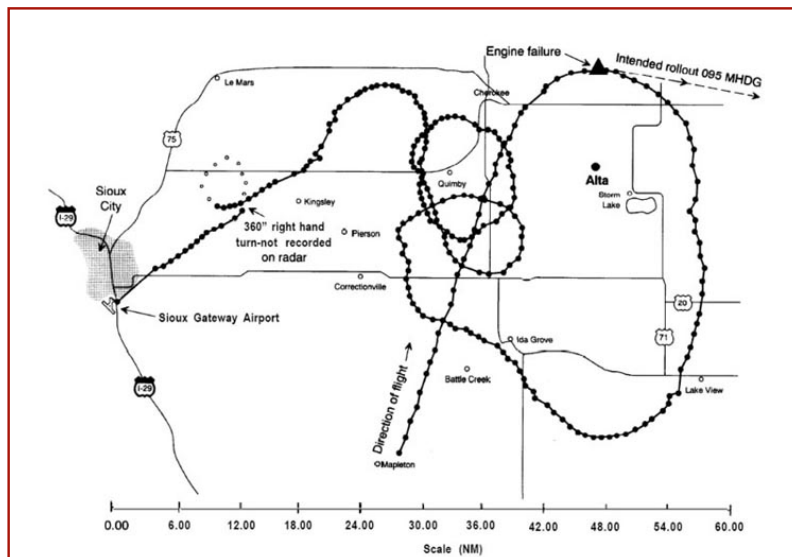 Engine failure
Intended rollout 095 MHDG
Le Mars
Cherokee
75
Alta
Sioux
City
Quimby
Storm
Lake
I-29
Kingsley
360" right hand
turn-not recorded
on radar
Pierson
Correctionville
Sioux Gateway Airport
20
71
Ida Grove
Direction of flight
Battle Creek
I-29
Lake View
Mapleton
0.00 6.00 12.00 18.00 24.00 30.00 36.00 42.00 48.00 54.00 60.00
Scale (NM)